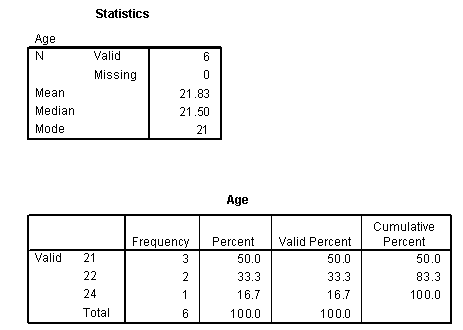 Statistics
Age
N Valid 6
Missing 0
Mean 21.83
Median 21.50
Mode 21
Age
Frequency Percent Valid Percent Cumulative Percent
Valid 21 3 50.0 50.0 50.0
22 2 33.3 33.3 83.3
24 1 16.7 16.7 100.0
Total 6 100.0 100.0